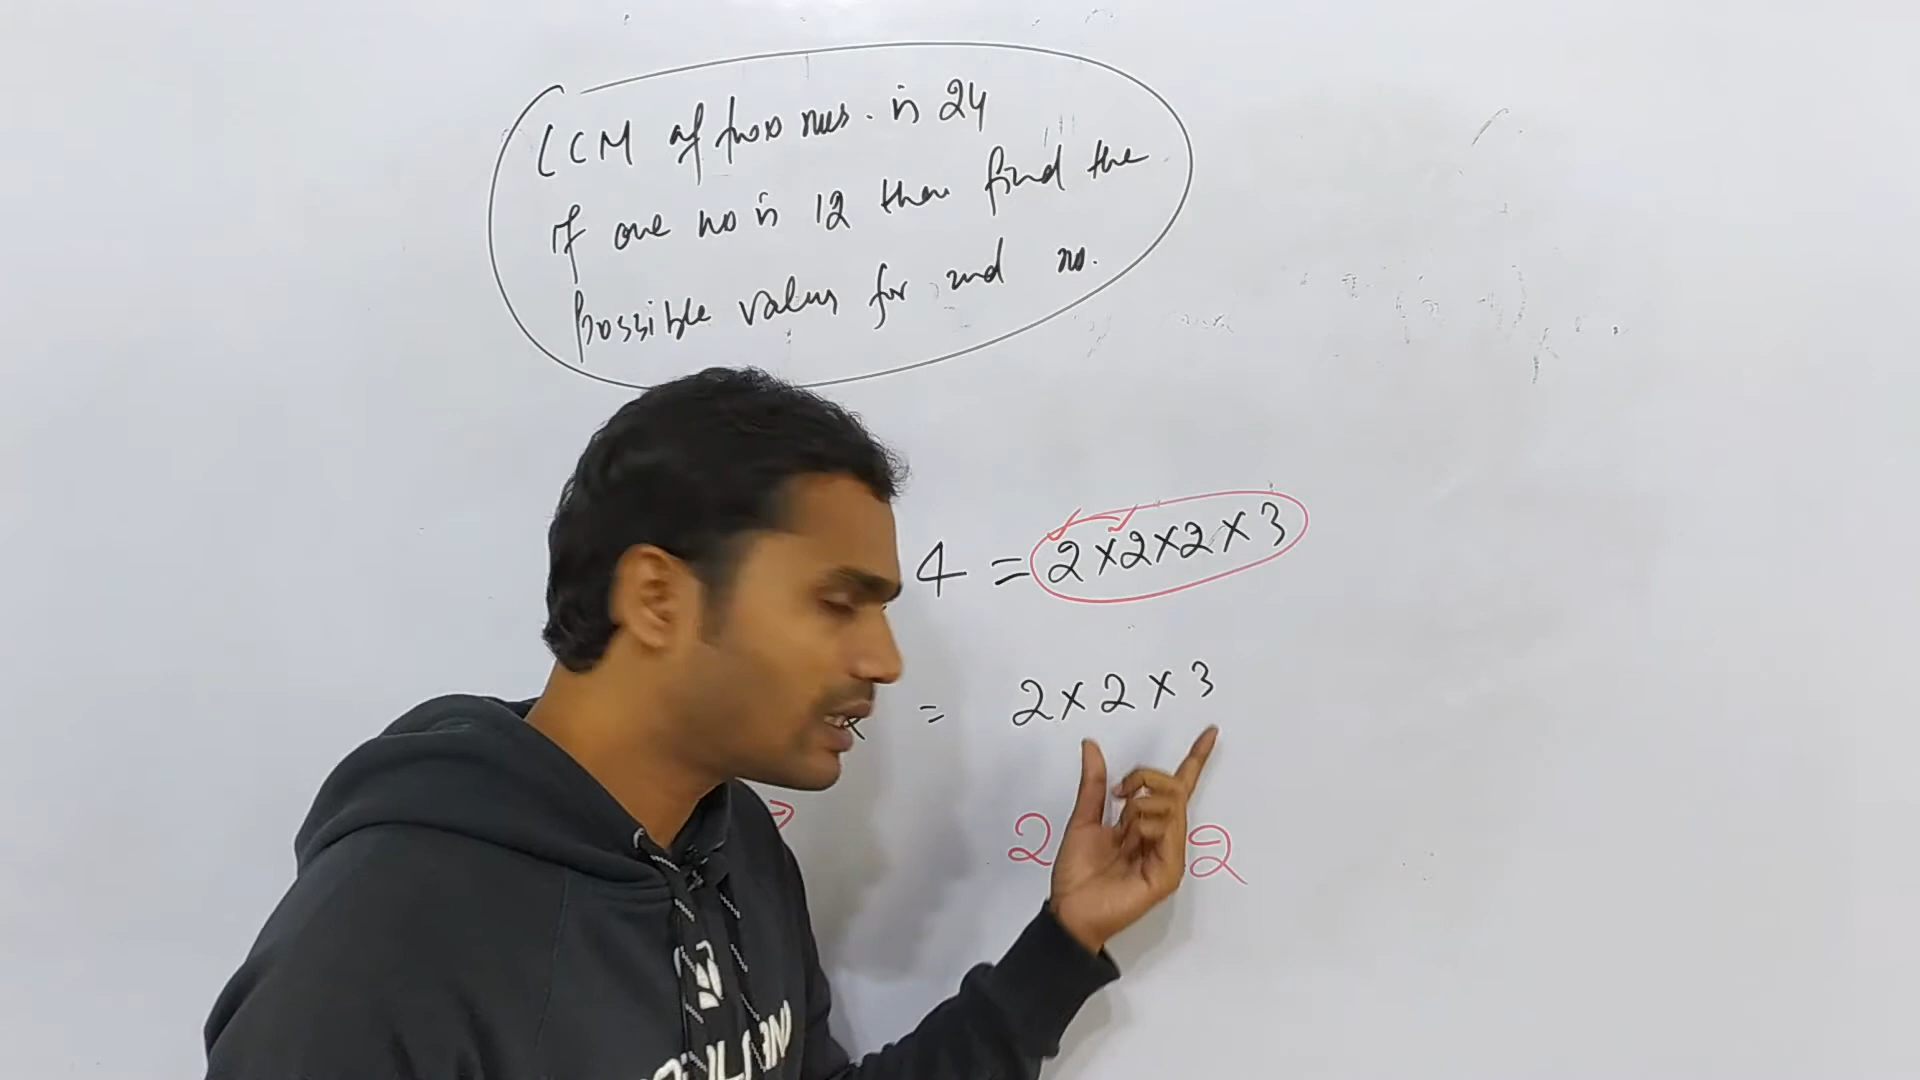 LCM of two nos. is 24
if one no is 12 then find the
possible values for 2nd no.
4 = 2×2×2×3
= 2×2×3
2 2